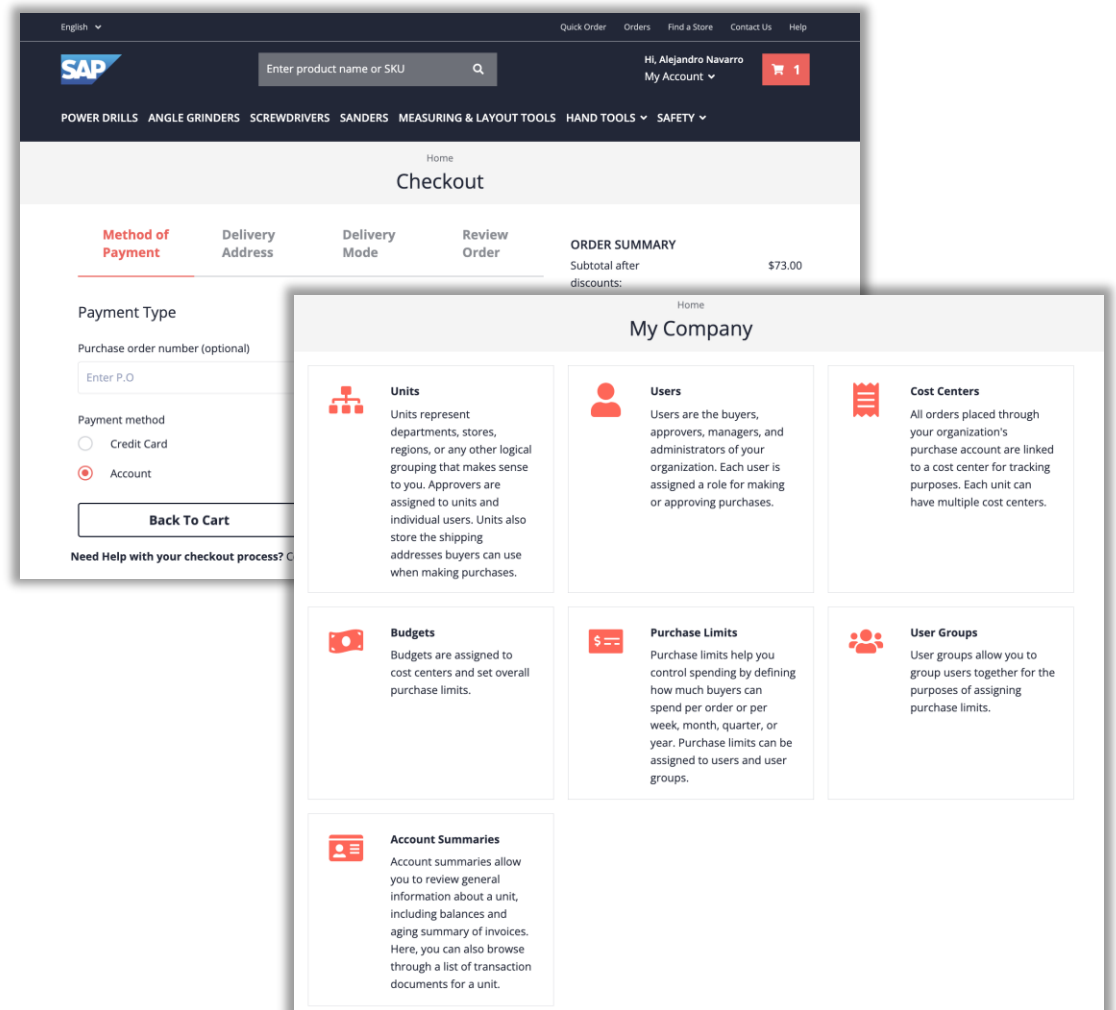 English
Quick Order Orders Find a Store Contact Us Help
SAP
Enter product name or SKU
Hi, Alejandro Navarro
My Account
1
POWER DRILLS ANGLE GRINDERS SCREWDRIVERS SANDERS MEASURING & LAYOUT TOOLS HAND TOOLS SAFETY
Home
Checkout
Method of
Payment
Delivery
Address
Delivery
Mode
Review
Order
ORDER SUMMARY
Subtotal after
discounts:
$73.00
Payment Type
Purchase order number (optional)
Enter P.O
Payment method
Credit Card
Account
Back To Cart
Need Help with your checkout process?
Home
My Company
Units
Units represent
departments, stores,
regions, or any other logical
grouping that makes sense
to you. Approvers are
assigned to units and
individual users. Units also
store the shipping
addresses buyers can use
when making purchases.
Users
Users are the buyers,
approvers, managers, and
administrators of your
organization. Each user is
assigned a role for making
or approving purchases.
Cost Centers
All orders placed through
your organization's
purchase account are linked
to a cost center for tracking
purposes. Each unit can
have multiple cost centers.
Budgets
Budgets are assigned to
cost centers and set overall
purchase limits.
Purchase Limits
Purchase limits help you
control spending by defining
how much buyers can
spend per order or per
week, month, quarter, or
year. Purchase limits can be
assigned to users and user
groups.
User Groups
User groups allow you to
group users together for the
purposes of assigning
purchase limits.
Account Summaries
Account summaries allow
you to review general
information about a unit,
including balances and
aging summary of invoices.
Here, you can also browse
through a list of transaction
documents for a unit.